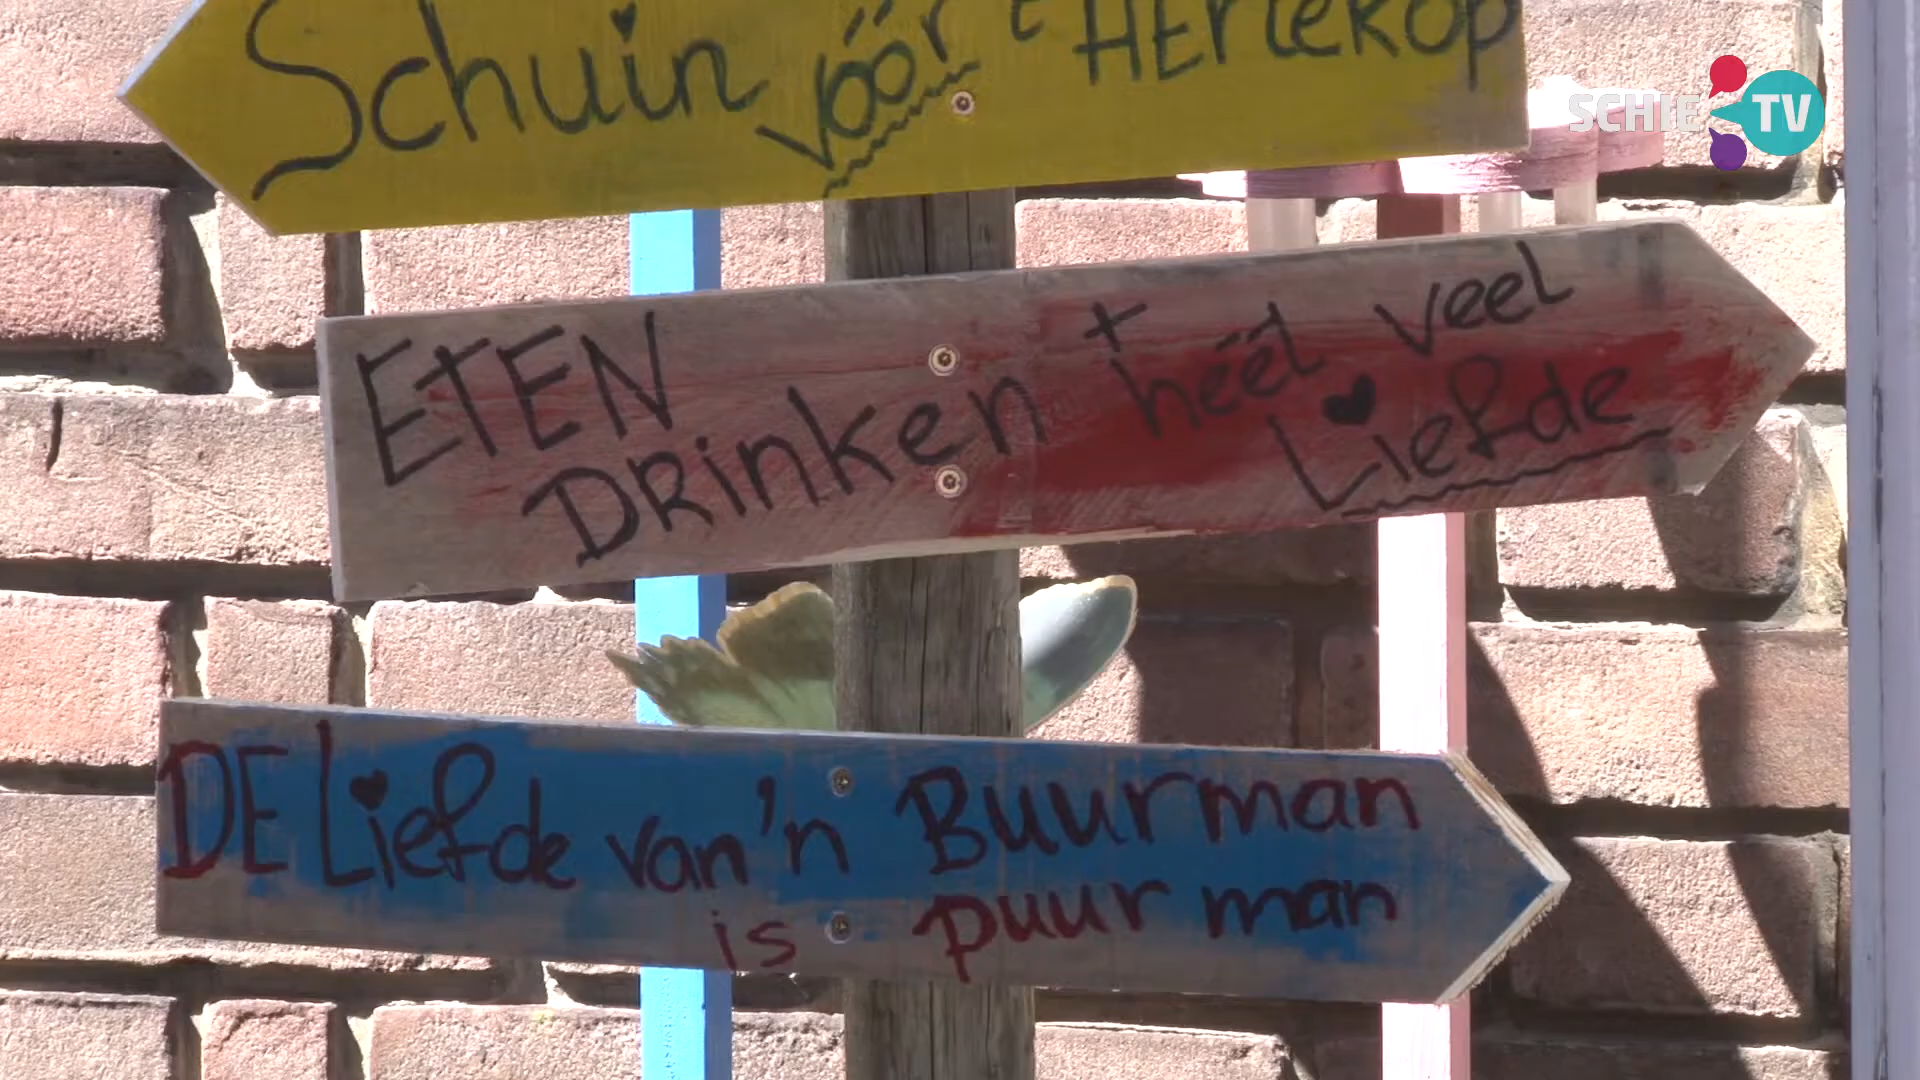 Schuin vóór 't HERTEKOP
SCHIE TV
ETEN
DRinken + héél veel
Liefde
DE Liefde van 'n Buurman
is puur man